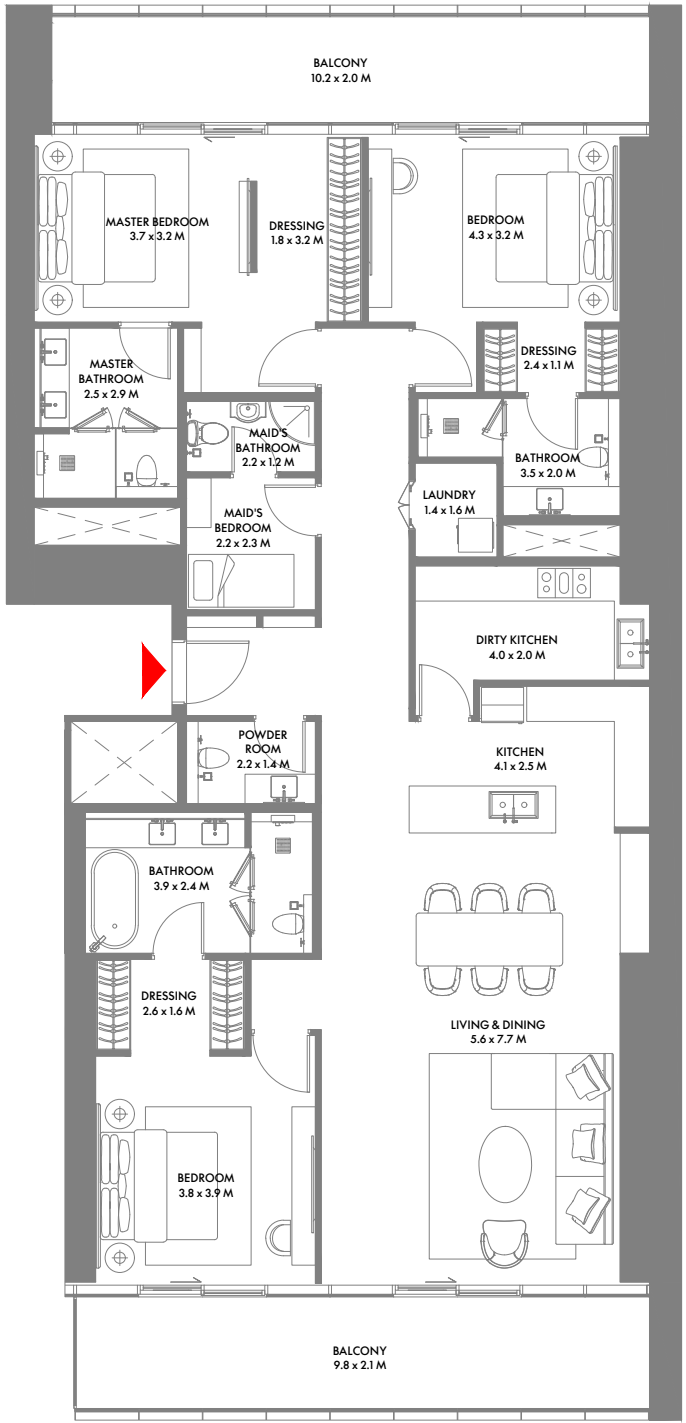 BALCONY
10.2 x 2.0 M
MASTER BEDROOM
3.7 x 3.2 M
DRESSING
1.8 x 3.2 M
BEDROOM
4.3 x 3.2 M
MASTER
BATHROOM
2.5 x 2.9 M
DRESSING
2.4 x 1.1 M
MAID'S
BATHROOM
2.2 x 1.2 M
BATHROOM
3.5 x 2.0 M
LAUNDRY
1.4 x 1.6 M
MAID'S
BEDROOM
2.2 x 2.3 M
DIRTY KITCHEN
4.0 x 2.0 M
POWDER
ROOM
2.2 x 1.4 M
KITCHEN
4.1 x 2.5 M
BATHROOM
3.9 x 2.4 M
DRESSING
2.6 x 1.6 M
LIVING & DINING
5.6 x 7.7 M
BEDROOM
3.8 x 3.9 M
BALCONY
9.8 x 2.1 M